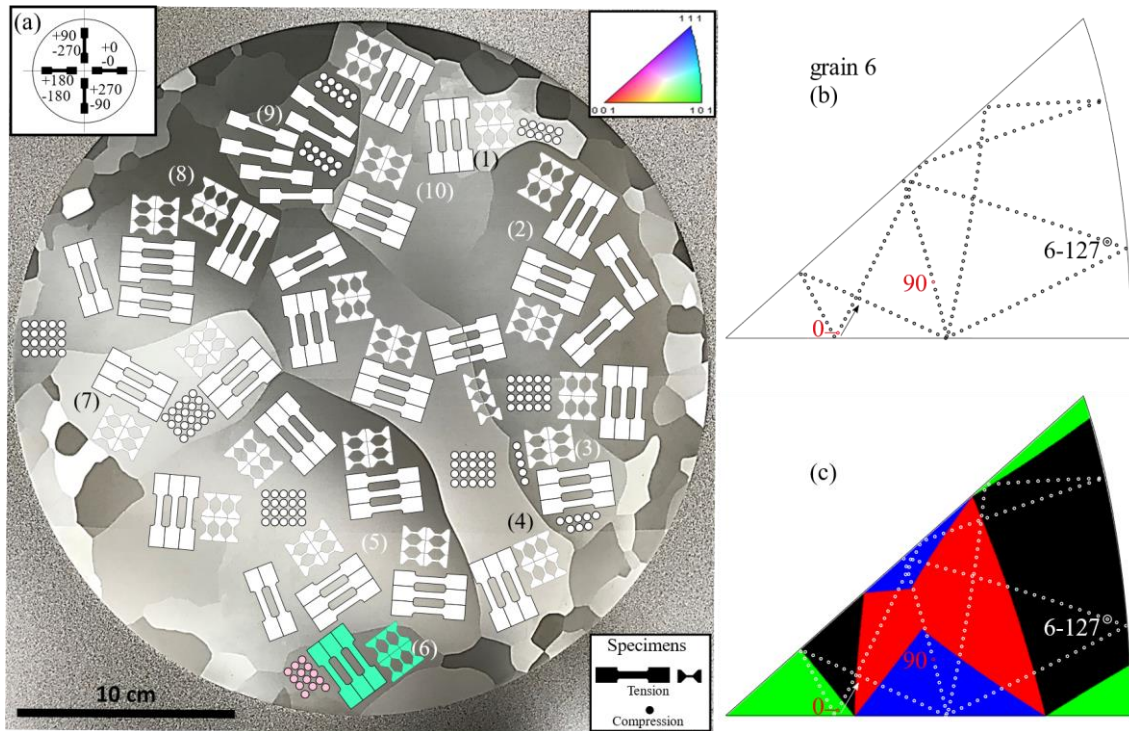 (a)
+90
-270
+0
-0
+180
-180
+270
-90
1 1 1
0 0 1
1 0 1
(1)
(2)
(3)
(4)
(5)
(6)
(7)
(8)
(9)
(10)
10 cm
Specimens
Tension
Compression
grain 6
(b)
6-127
90
0
(c)
6-127
90
0